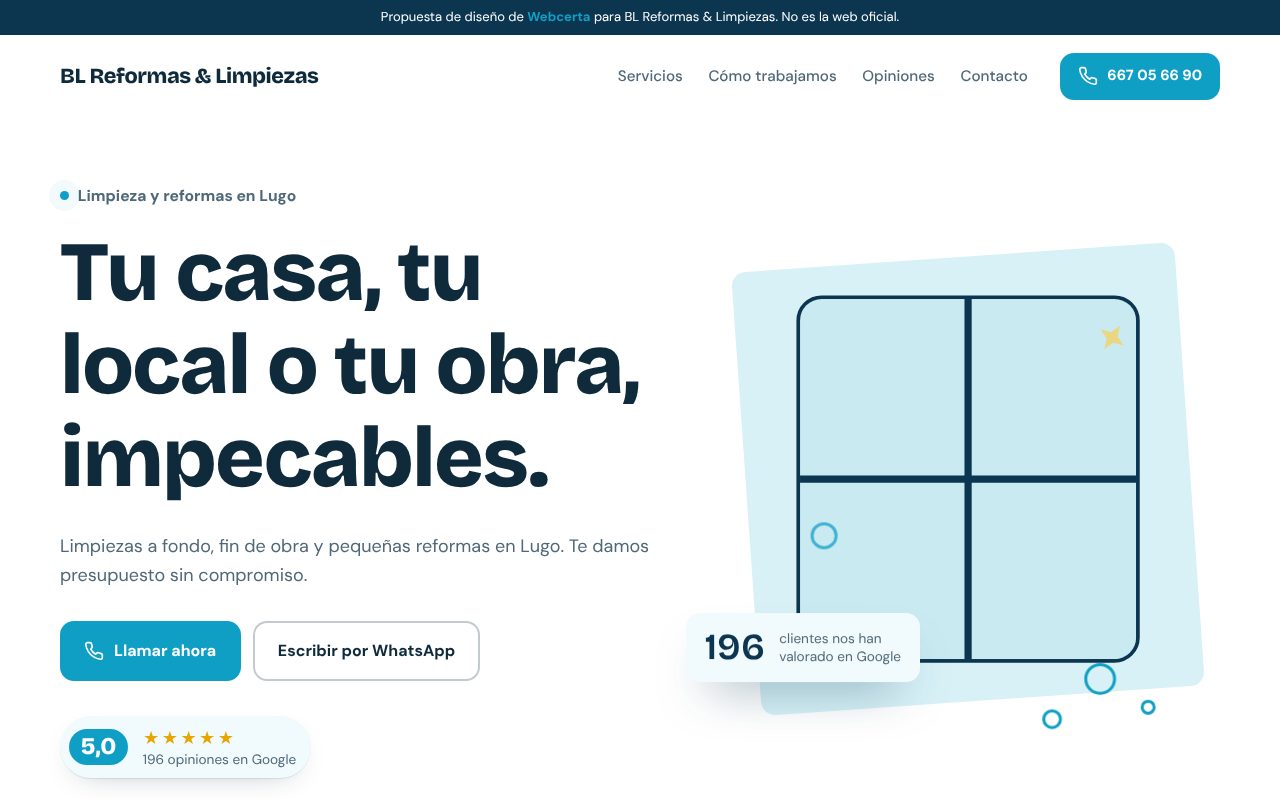 Propuesta de diseño de Webcerta para BL Reformas & Limpiezas. No es la web oficial.
BL Reformas & Limpiezas
Servicios
Cómo trabajamos
Opiniones
Contacto
667 05 66 90
Limpieza y reformas en Lugo
Tu casa, tu
local o tu obra,
impecables.
Limpiezas a fondo, fin de obra y pequeñas reformas en Lugo. Te damos
presupuesto sin compromiso.
Llamar ahora
Escribir por WhatsApp
5,0
196 opiniones en Google
196
clientes nos han
valorado en Google